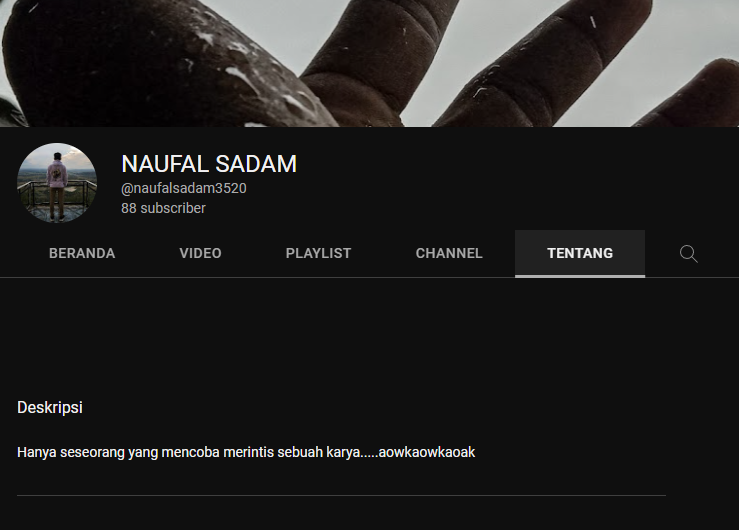 NAUFAL SADAM
@naufalsadam3520
88 subscriber
BERANDA VIDEO PLAYLIST CHANNEL TENTANG
Deskripsi
Hanya seseorang yang mencoba merintis sebuah karya.....aowkaowkaoak